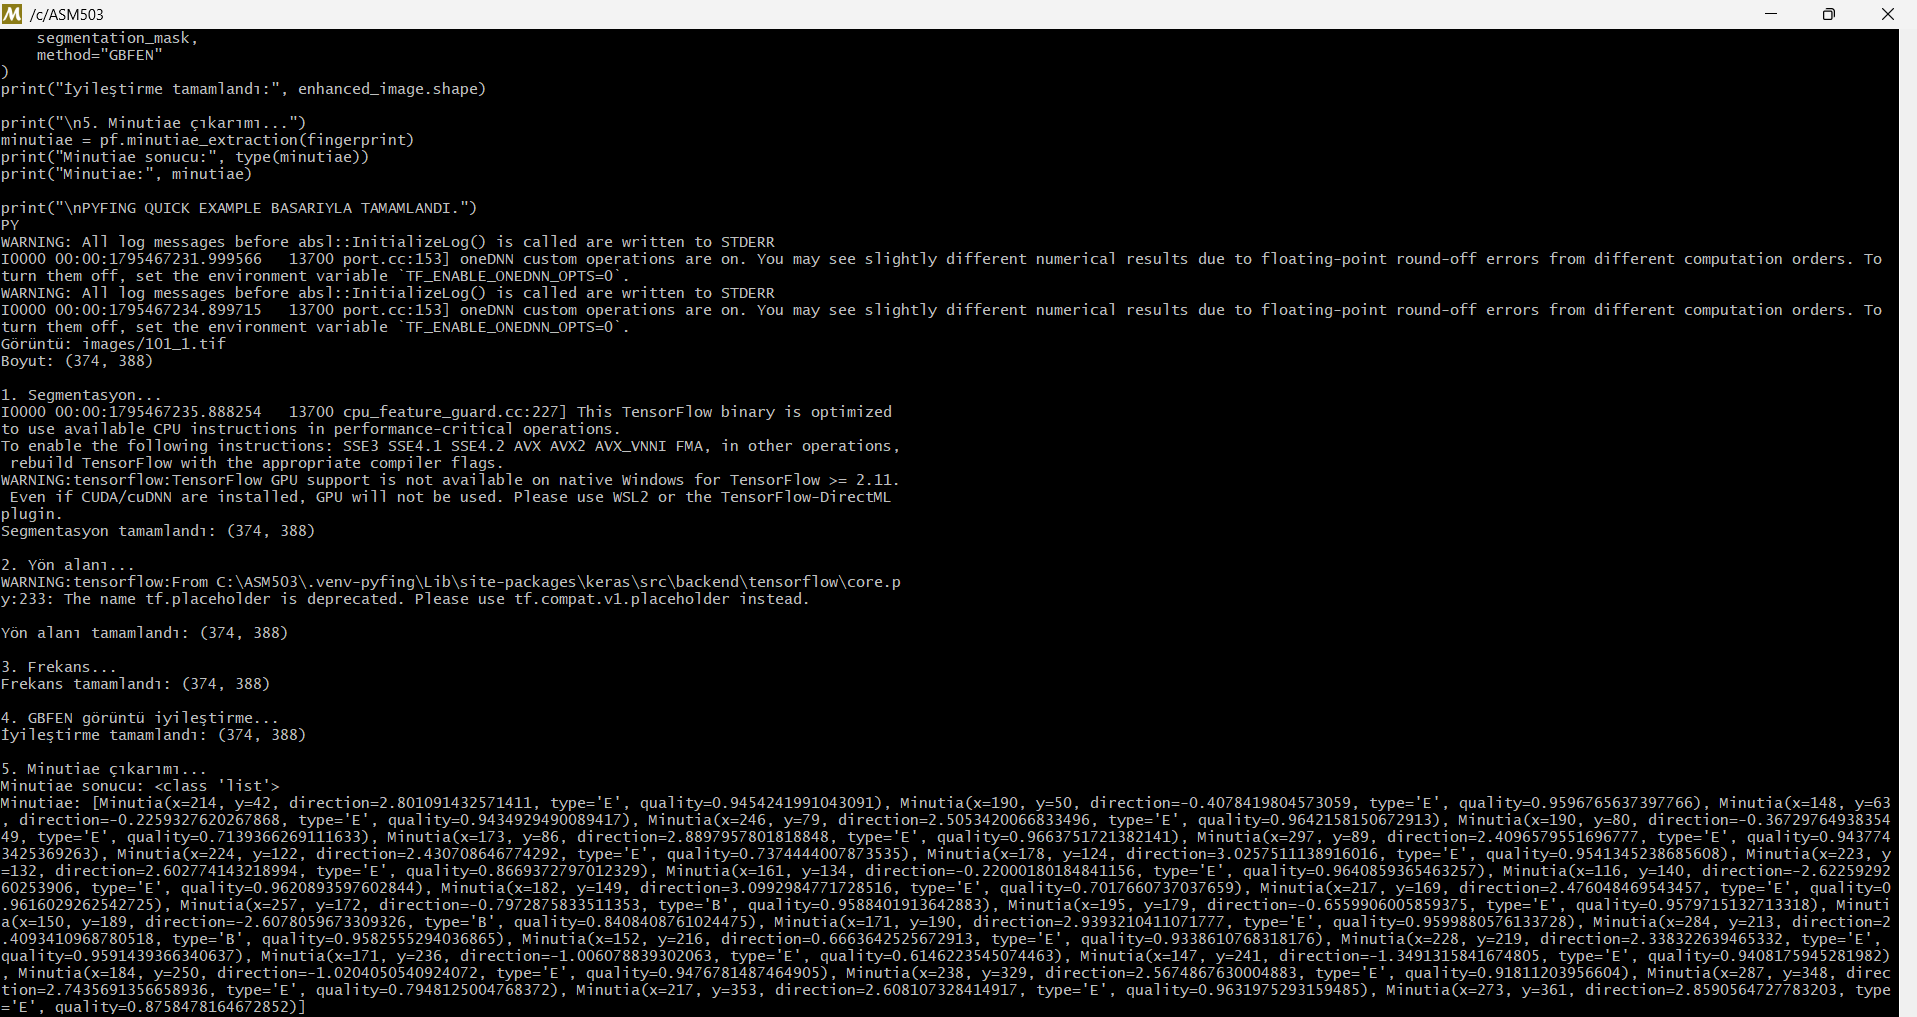 /c/ASM503
    segmentation_mask,
    method="GBFEN"
)
print("İyileştirme tamamlandı:", enhanced_image.shape)

print("\n5. Minutiae çıkarımı...")
minutiae = pf.minutiae_extraction(fingerprint)
print("Minutiae sonucu:", type(minutiae))
print("Minutiae:", minutiae)

print("\nPYFING QUICK EXAMPLE BASARIYLA TAMAMLANDI.")
PY
WARNING: All log messages before absl::InitializeLog() is called are written to STDERR
I0000 00:00:1795467231.999566   13700 port.cc:153] oneDNN custom operations are on. You may see slightly different numerical results due to floating-point round-off errors from different computation orders. To
turn them off, set the environment variable `TF_ENABLE_ONEDNN_OPTS=0`.
WARNING: All log messages before absl::InitializeLog() is called are written to STDERR
I0000 00:00:1795467234.899715   13700 port.cc:153] oneDNN custom operations are on. You may see slightly different numerical results due to floating-point round-off errors from different computation orders. To
turn them off, set the environment variable `TF_ENABLE_ONEDNN_OPTS=0`.
Görüntü: images/101_1.tif
Boyut: (374, 388)

1. Segmentasyon...
I0000 00:00:1795467235.888254   13700 cpu_feature_guard.cc:227] This TensorFlow binary is optimized
to use available CPU instructions in performance-critical operations.
To enable the following instructions: SSE3 SSE4.1 SSE4.2 AVX AVX2 AVX_VNNI FMA, in other operations,
 rebuild TensorFlow with the appropriate compiler flags.
WARNING:tensorflow:TensorFlow GPU support is not available on native Windows for TensorFlow >= 2.11.
 Even if CUDA/cuDNN are installed, GPU will not be used. Please use WSL2 or the TensorFlow-DirectML
plugin.
Segmentasyon tamamlandı: (374, 388)

2. Yön alanı...
WARNING:tensorflow:From C:\ASM503\.venv-pyfing\Lib\site-packages\keras\src\backend\tensorflow\core.p
y:233: The name tf.placeholder is deprecated. Please use tf.compat.v1.placeholder instead.

Yön alanı tamamlandı: (374, 388)

3. Frekans...
Frekans tamamlandı: (374, 388)

4. GBFEN görüntü iyileştirme...
İyileştirme tamamlandı: (374, 388)

5. Minutiae çıkarımı...
Minutiae sonucu: <class 'list'>
Minutiae: [Minutia(x=214, y=42, direction=2.801091432571411, type='E', quality=0.9454241991043091), Minutia(x=190, y=50, direction=-0.4078419804573059, type='E', quality=0.9596765637397766), Minutia(x=148, y=63
, direction=-0.2259327620267868, type='E', quality=0.9434929490089417), Minutia(x=246, y=79, direction=2.5053420066833496, type='E', quality=0.9642158150672913), Minutia(x=190, y=80, direction=-0.36729764938354
49, type='E', quality=0.7139366269111633), Minutia(x=173, y=86, direction=2.8897957801818848, type='E', quality=0.9663751721382141), Minutia(x=297, y=89, direction=2.4096579551696777, type='E', quality=0.943774
3425369263), Minutia(x=224, y=122, direction=2.430708646774292, type='E', quality=0.7374444007873535), Minutia(x=178, y=124, direction=3.0257511138916016, type='E', quality=0.9541345238685608), Minutia(x=223, y
=132, direction=2.602774143218994, type='E', quality=0.8669372797012329), Minutia(x=161, y=134, direction=-0.22000180184841156, type='E', quality=0.9640859365463257), Minutia(x=116, y=140, direction=-2.62259292
60253906, type='E', quality=0.9620893597602844), Minutia(x=182, y=149, direction=3.0992984771728516, type='E', quality=0.7017660737037659), Minutia(x=217, y=169, direction=2.476048469543457, type='E', quality=0
.9616029262542725), Minutia(x=257, y=172, direction=-0.7972875833511353, type='B', quality=0.9588401913642883), Minutia(x=195, y=179, direction=-0.6559906005859375, type='E', quality=0.9579715132713318), Minuti
a(x=150, y=189, direction=-2.6078059673309326, type='B', quality=0.8408408761024475), Minutia(x=171, y=190, direction=2.9393210411071777, type='E', quality=0.9599880576133728), Minutia(x=284, y=213, direction=2
.4093410968780518, type='B', quality=0.9582555294036865), Minutia(x=152, y=216, direction=0.6663642525672913, type='E', quality=0.9338610768318176), Minutia(x=228, y=219, direction=2.338322639465332, type='E',
quality=0.9591439366340637), Minutia(x=171, y=236, direction=-1.006078839302063, type='E', quality=0.6146223545074463), Minutia(x=147, y=241, direction=-1.3491315841674805, type='E', quality=0.9408175945281982)
, Minutia(x=184, y=250, direction=-1.0204050540924072, type='E', quality=0.9476781487464905), Minutia(x=238, y=329, direction=2.5674867630004883, type='E', quality=0.91811203956604), Minutia(x=287, y=348, direc
tion=2.7435691356658936, type='E', quality=0.7948125004768372), Minutia(x=217, y=353, direction=2.608107328414917, type='E', quality=0.9631975293159485), Minutia(x=273, y=361, direction=2.8590564727783203, type
='E', quality=0.8758478164672852)]